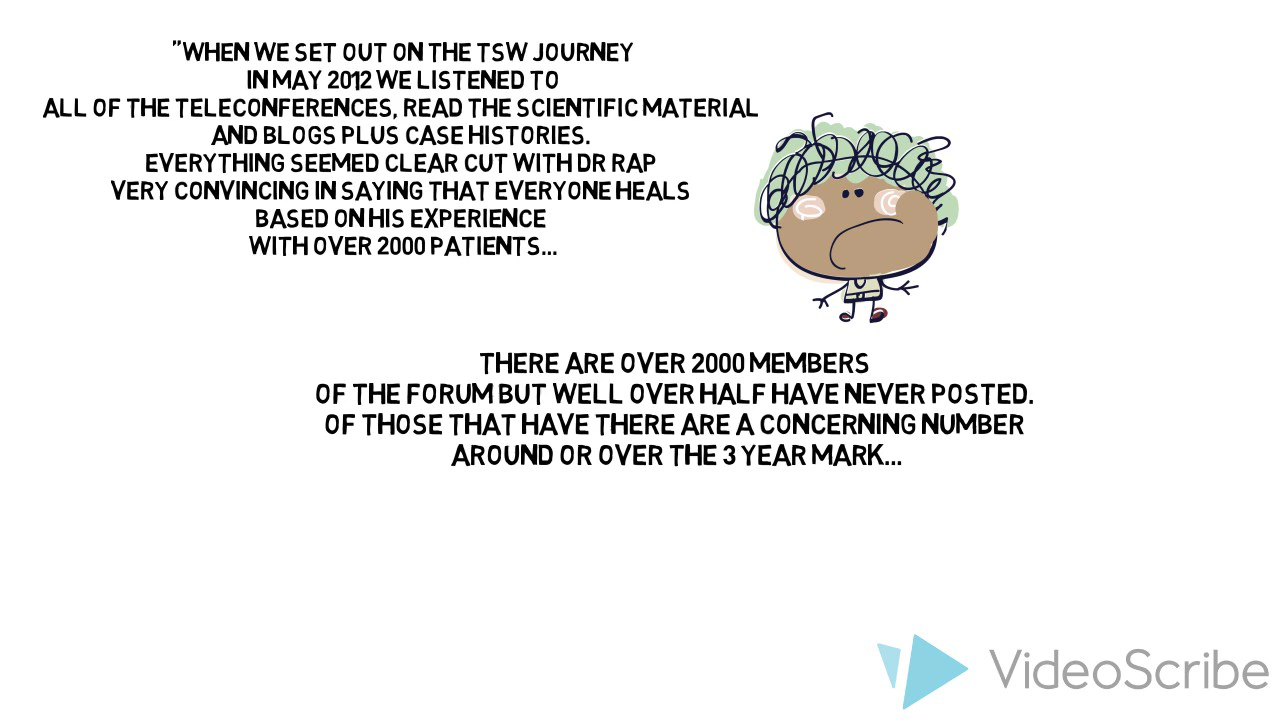 "WHEN WE SET OUT ON THE TSW JOURNEY
IN MAY 2012 WE LISTENED TO
ALL OF THE TELECONFERENCES, READ THE SCIENTIFIC MATERIAL
AND BLOGS PLUS CASE HISTORIES.
EVERYTHING SEEMED CLEAR CUT WITH DR RAP
VERY CONVINCING IN SAYING THAT EVERYONE HEALS
BASED ON HIS EXPERIENCE
WITH OVER 2000 PATIENTS...
THERE ARE OVER 2000 MEMBERS
OF THE FORUM BUT WELL OVER HALF HAVE NEVER POSTED.
OF THOSE THAT HAVE THERE ARE A CONCERNING NUMBER
AROUND OR OVER THE 3 YEAR MARK...
VideoScribe